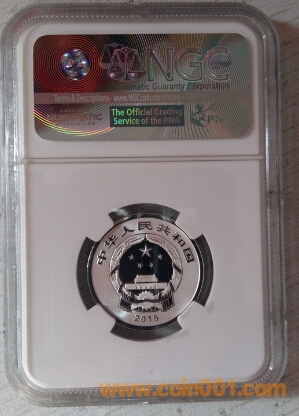 NGC
Numismatic Guaranty Corporation
Terms & Descriptions - www.NGCcoin.com/terms
The Official Grading
Service of the PNG
中华人民共和国
2015
www.coin001.com